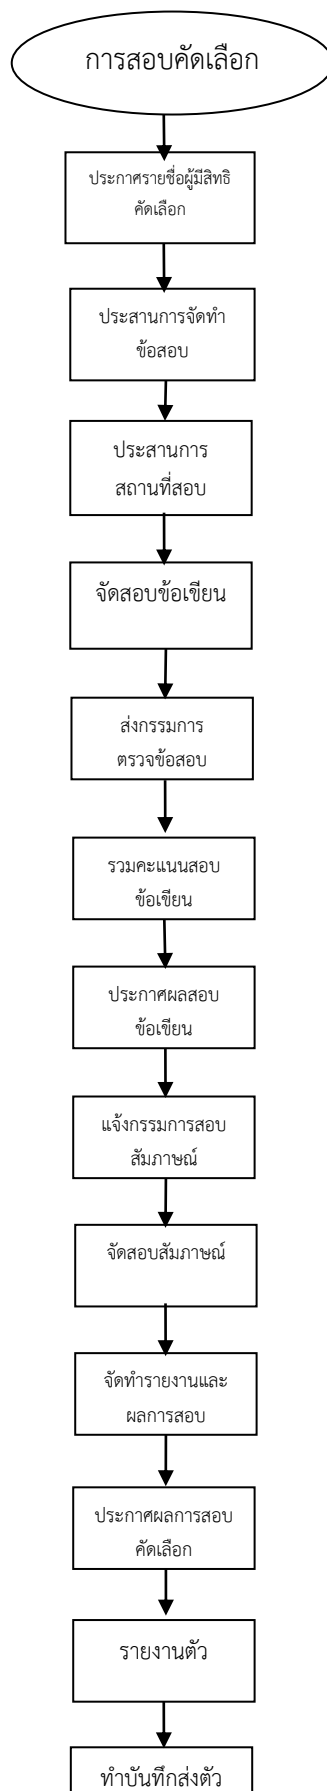 การสอบคัดเลือก
ประกาศรายชื่อผู้มีสิทธิ
คัดเลือก
ประสานการจัดทำ
ข้อสอบ
ประสานการ
สถานที่สอบ
จัดสอบข้อเขียน
ส่งกรรมการ
ตรวจข้อสอบ
รวมคะแนนสอบ
ข้อเขียน
ประกาศผลสอบ
ข้อเขียน
แจ้งกรรมการสอบ
สัมภาษณ์
จัดสอบสัมภาษณ์
จัดทำรายงานและ
ผลการสอบ
ประกาศผลการสอบ
คัดเลือก
รายงานตัว
ทำบันทึกส่งตัว